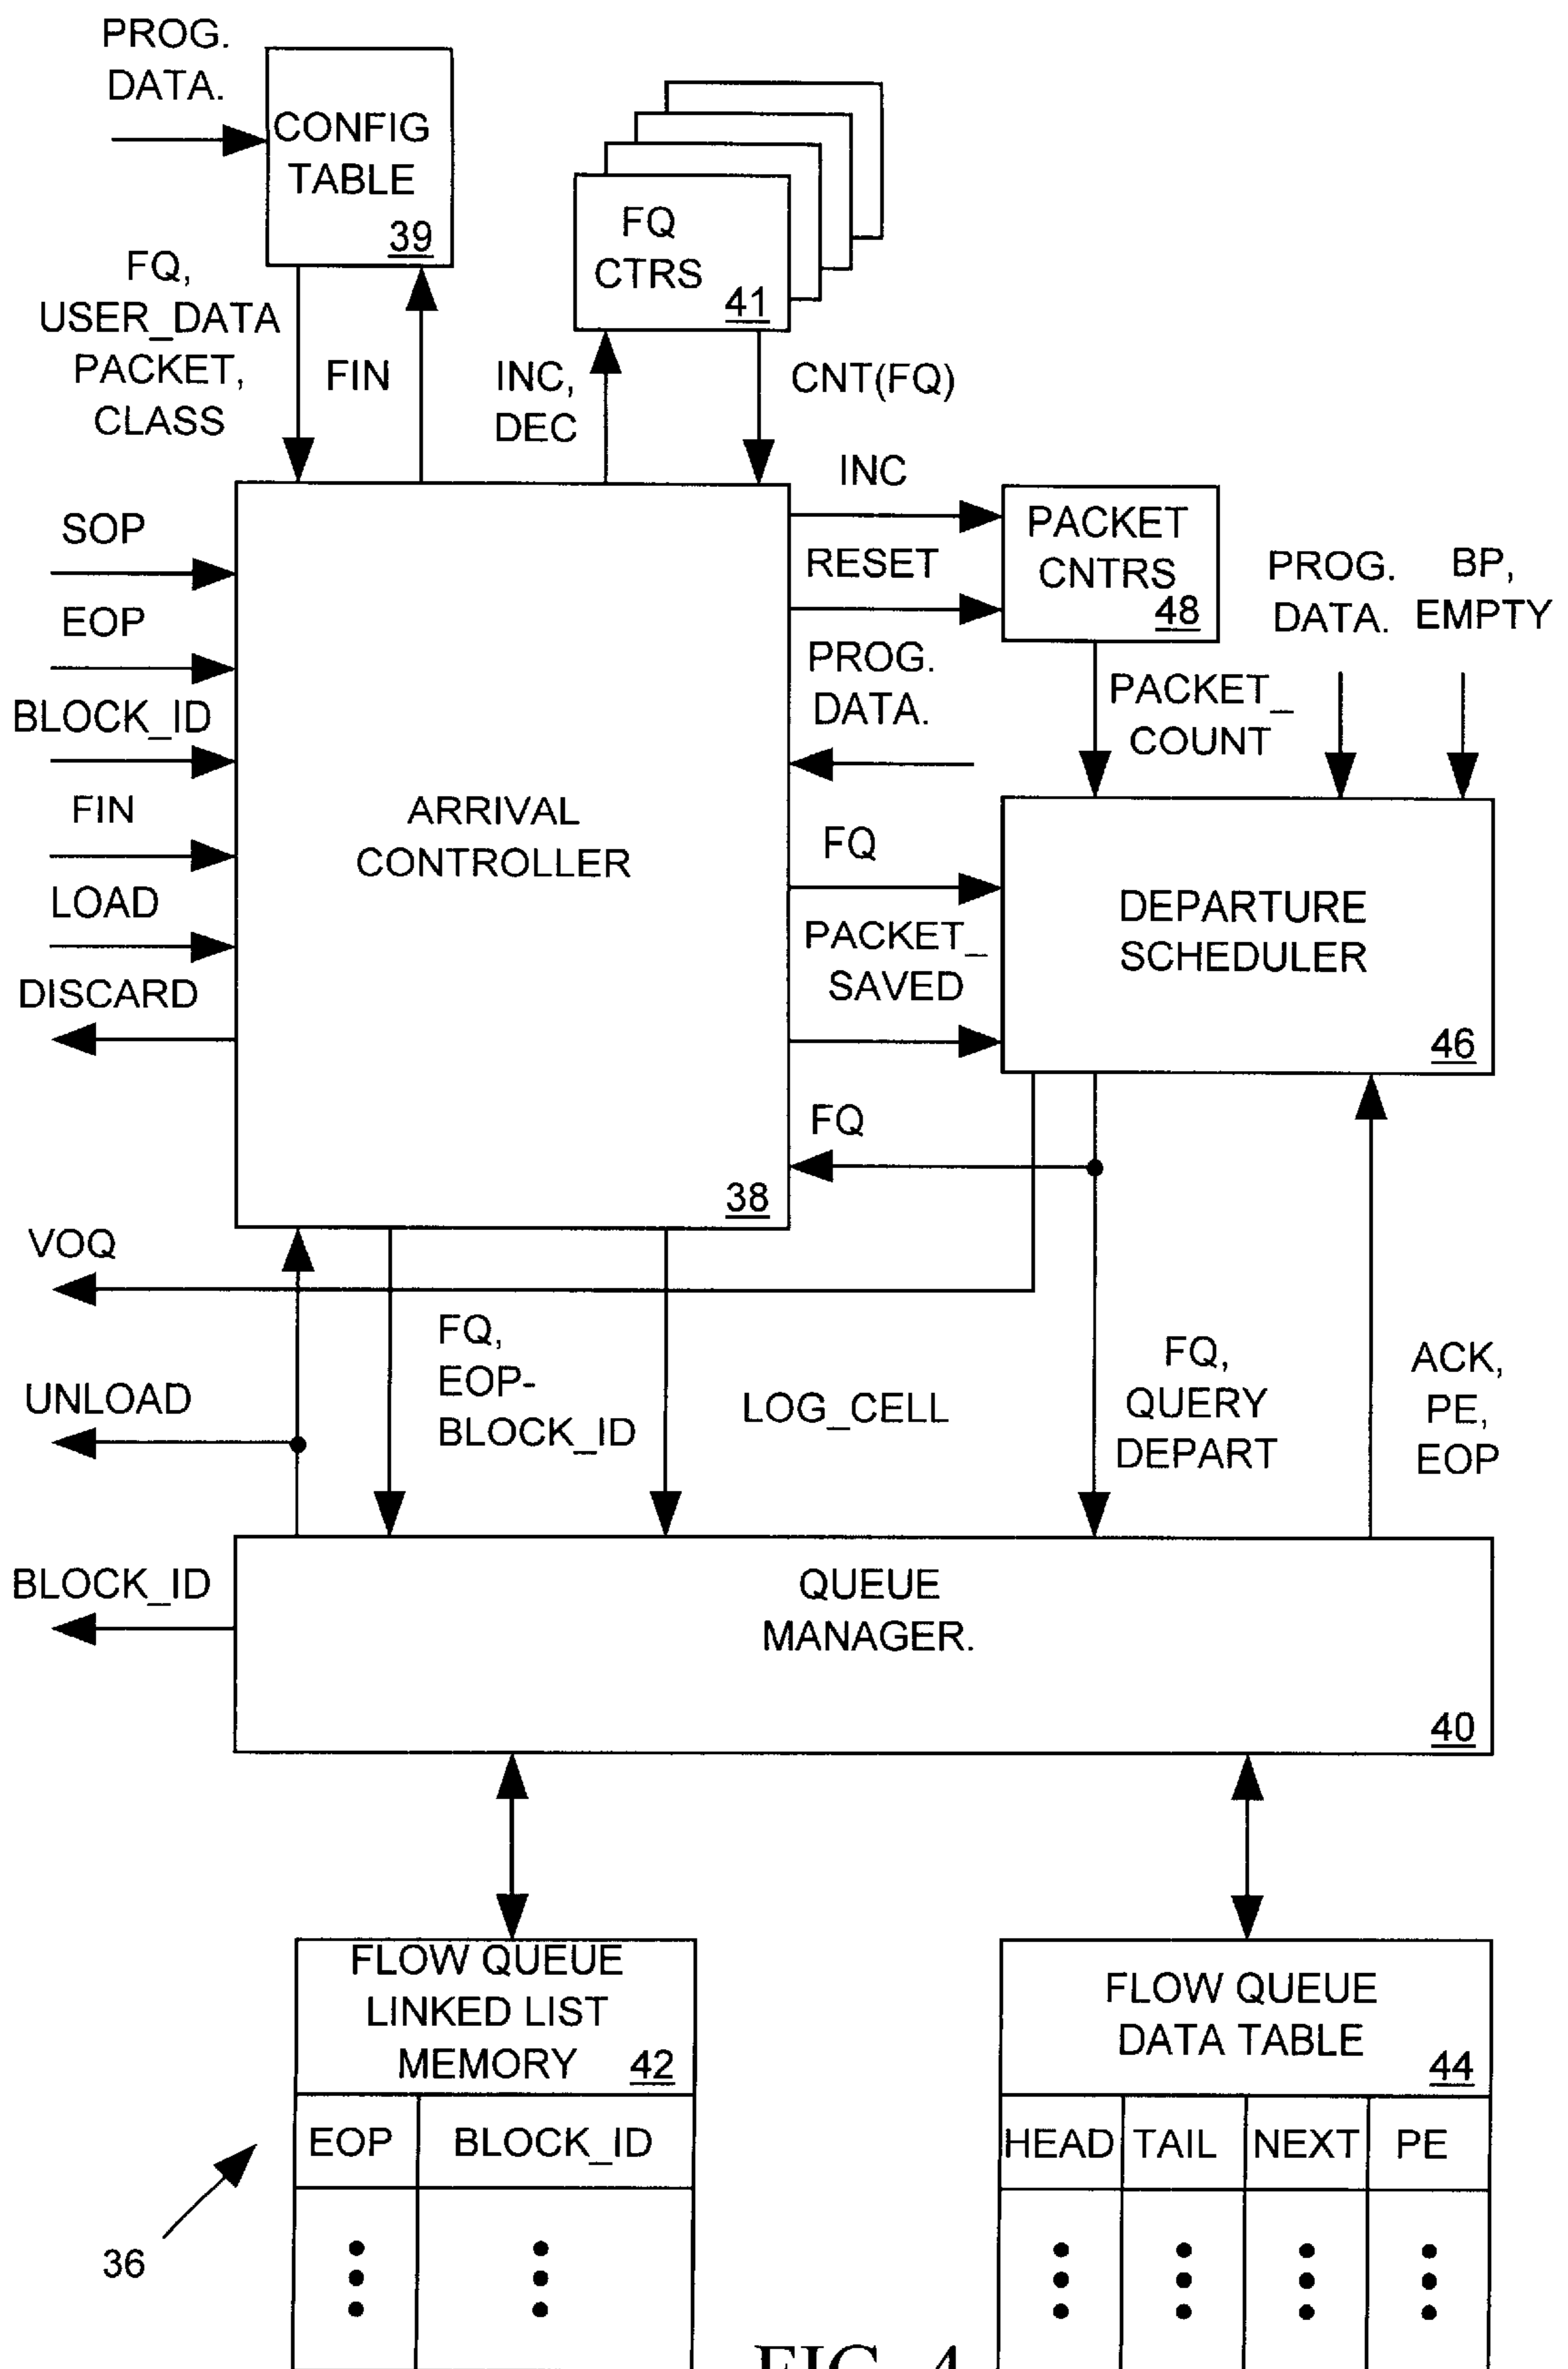 PROG.
DATA.
CONFIG
TABLE
39
FQ
CTRS
41
FQ,
USER_DATA
PACKET,
CLASS
FIN
INC,
DEC
CNT(FQ)
INC
RESET
PACKET
CNTRS
48
PROG.
DATA.
BP,
EMPTY
SOP
EOP
BLOCK_ID
FIN
LOAD
DISCARD
ARRIVAL
CONTROLLER
38
PROG.
DATA.
PACKET_
COUNT
FQ
PACKET_
SAVED
FQ
DEPARTURE
SCHEDULER
46
VOQ
UNLOAD
FQ,
EOP-
BLOCK_ID
LOG_CELL
FQ,
QUERY
DEPART
ACK,
PE,
EOP
BLOCK_ID
QUEUE
MANAGER.
40
FLOW QUEUE
LINKED LIST
MEMORY
42
EOP
BLOCK_ID
FLOW QUEUE
DATA TABLE
44
HEAD
TAIL
NEXT
PE
36
FIG. 4